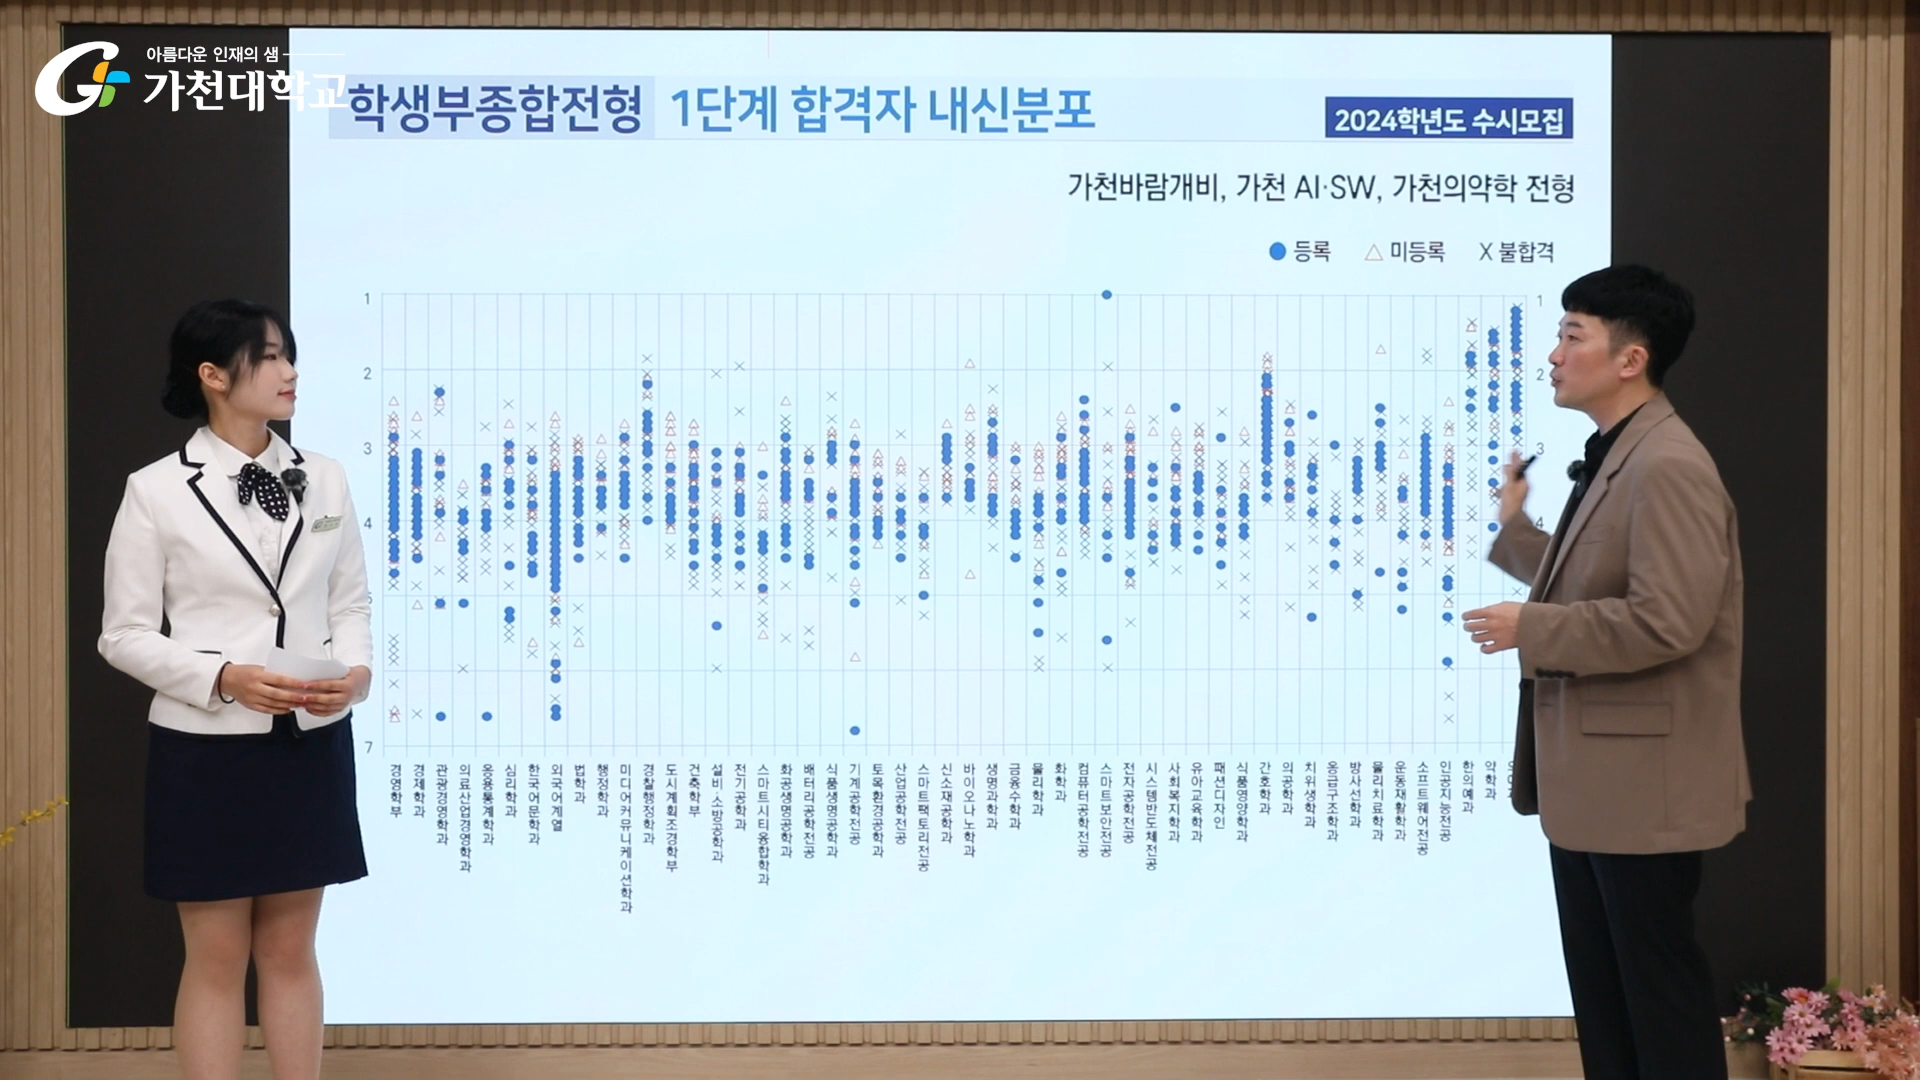 아름다운 인재의 샘
가천대학교
학생부종합전형 1단계 합격자 내신분포
2024학년도 수시모집
가천바람개비, 가천 AI·SW, 가천의약학 전형
● 등록 △ 미등록 X 불합격
1 1
2 2
3 3
4 4
7
경영학부
경제학과
관광경영학과
의료산업경영학과
응용통계학과
심리학과
한국어문학과
외국어계열
법학과
행정학과
미디어커뮤니케이션학과
경찰행정학과
도시계획조경학부
건축학부
설비·소방공학과
전기공학과
스마트시티융합학과
화공생명공학과
배터리공학전공
식품생명공학과
기계공학전공
토목환경공학과
산업공학전공
스마트팩토리전공
신소재공학과
바이오나노학과
생명과학과
금융수학과
물리학과
화학과
컴퓨터공학전공
스마트보안전공
전자공학전공
시스템반도체전공
사회복지학과
유아교육학과
패션디자인
식품영양학과
간호학과
의공학과
치위생학과
응급구조학과
방사선학과
물리치료학과
운동재활학과
소프트웨어전공
인공지능전공
한의예과
약학과